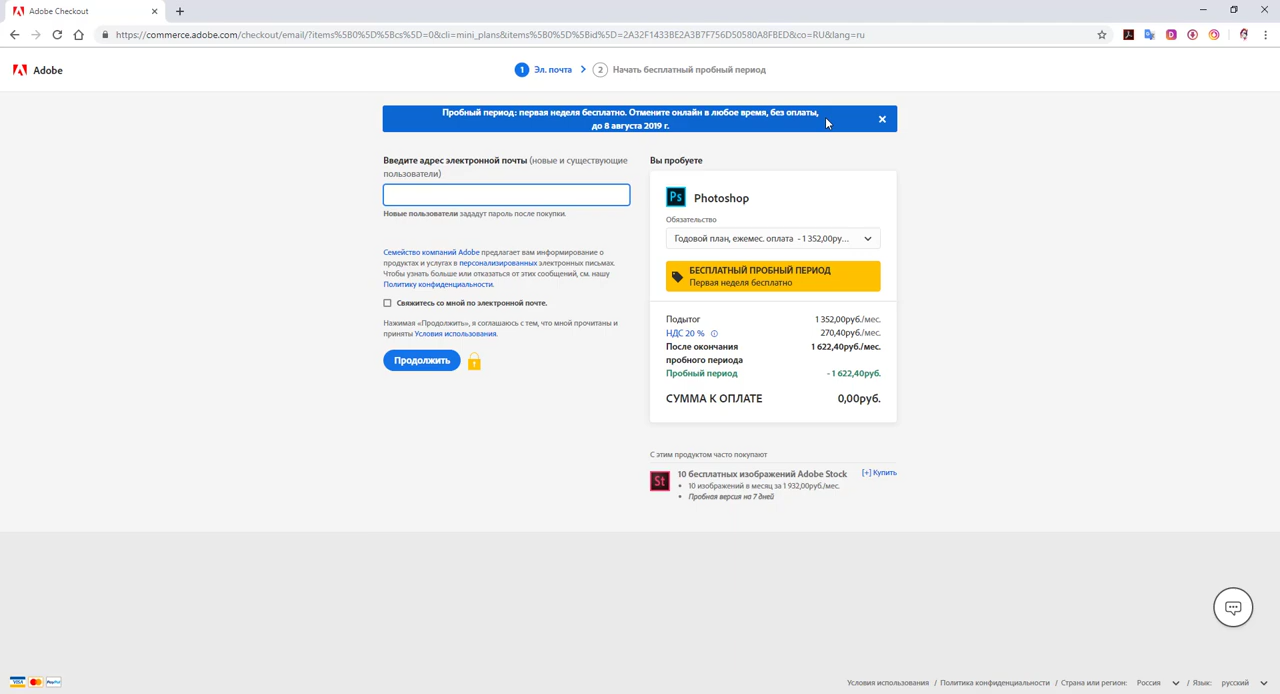 Adobe Checkout
https://commerce.adobe.com/checkout/email/?items%5B0%5D%5Bcs%5D=0&cli=mini_plans&items%5B0%5D%5Bid%5D=2A32F1433BE2A3B7F756D50580A8FBED&co=RU&lang=ru
Adobe
1 Эл. почта
2 Начать бесплатный пробный период
Пробный период: первая неделя бесплатно. Отмените онлайн в любое время, без оплаты,
до 8 августа 2019 г.
Введите адрес электронной почты (новые и существующие
пользователи)
Новые пользователи зададут пароль после покупки.
Семейство компаний Adobe предлагает вам информирование о
продуктах и услугах в персонализированных электронных письмах.
Чтобы узнать больше или отказаться от этих сообщений, см. нашу
Политику конфиденциальности.
Свяжитесь со мной по электронной почте.
Нажимая «Продолжить», я соглашаюсь с тем, что мной прочитаны и
приняты Условия использования.
Продолжить
Вы пробуете
Ps Photoshop
Обязательство
Годовой план, ежемес. оплата - 1 352,00ру...
БЕСПЛАТНЫЙ ПРОБНЫЙ ПЕРИОД
Первая неделя бесплатно
Подытог 1 352,00руб./мес.
НДС 20 % 270,40руб./мес.
После окончания 1 622,40руб./мес.
пробного периода
Пробный период - 1 622,40руб.
СУММА К ОПЛАТЕ 0,00руб.
С этим продуктом часто покупают
St 10 бесплатных изображений Adobe Stock [+] Купить
• 10 изображений в месяц за 1 932,00руб./мес.
• Пробная версия на 7 дней
VISA PayPal
Условия использования / Политика конфиденциальности / Страна или регион: Россия / Язык: русский